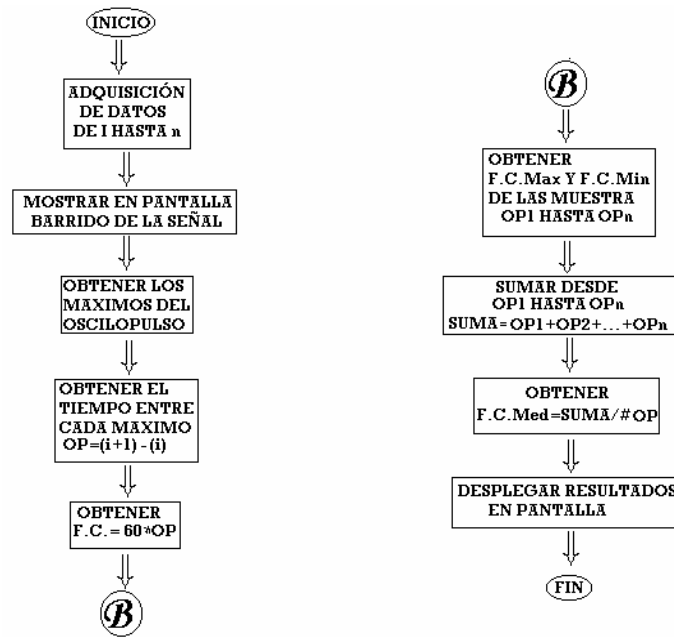 INICIO
ADQUISICIÓN
DE DATOS
DE I HASTA n
MOSTRAR EN PANTALLA
BARRIDO DE LA SEÑAL
OBTENER LOS
MAXIMOS DEL
OSCILOPULSO
OBTENER EL
TIEMPO ENTRE
CADA MAXIMO
OP=(i+1) - (i)
OBTENER
F.C. = 60*OP
B
B
OBTENER
F.C.Max Y F.C.Min
DE LAS MUESTRA
OP1 HASTA OPn
SUMAR DESDE
OP1 HASTA OPn
SUMA=OP1+OP2+...+OPn
OBTENER
F.C.Med=SUMA/#OP
DESPLEGAR RESULTADOS
EN PANTALLA
FIN